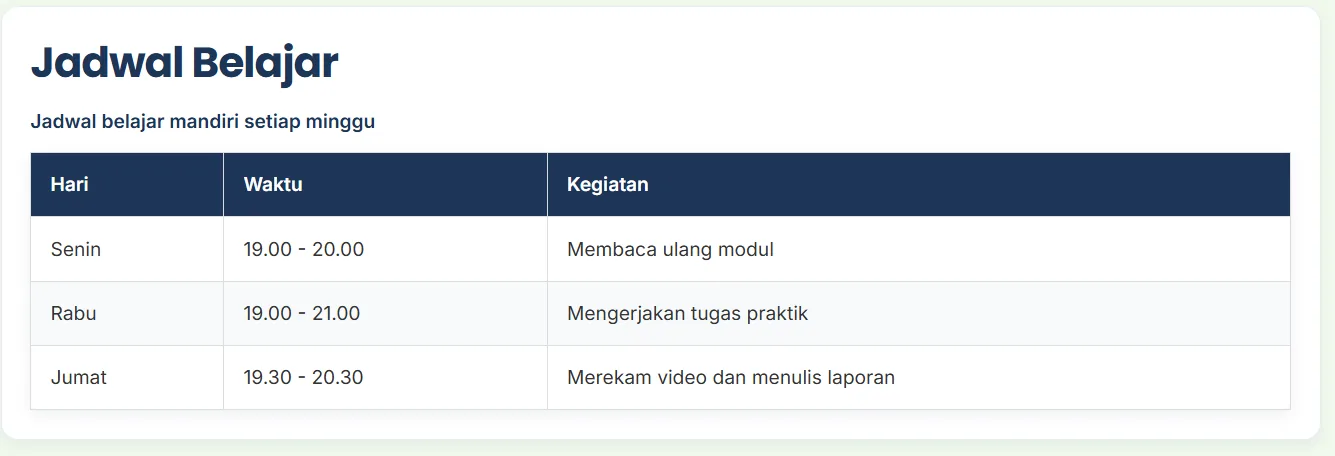 Jadwal Belajar
Jadwal belajar mandiri setiap minggu
Hari Waktu Kegiatan
Senin 19.00 - 20.00 Membaca ulang modul
Rabu 19.00 - 21.00 Mengerjakan tugas praktik
Jumat 19.30 - 20.30 Merekam video dan menulis laporan